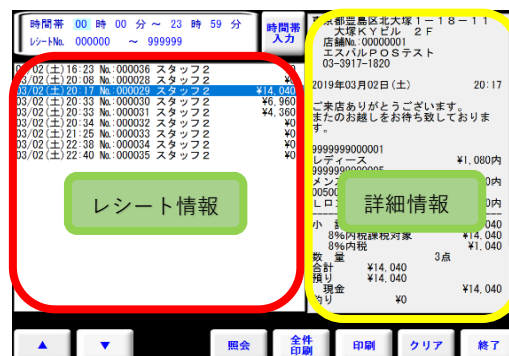 時間帯 00 時 00 分 ～ 23 時 59 分
レシートNo. 000000 ～ 999999
時間帯
入力
03/02(土)16:13 No.:000036 スタッフ2
03/02(土)20:08 No.:000028 スタッフ2 ¥0
03/02(土)20:17 No.:000029 スタッフ2 ¥14,040
03/02(土)20:33 No.:000030 スタッフ2 ¥6,960
03/02(土)20:33 No.:000031 スタッフ2 ¥4,360
03/02(土)20:34 No.:000032 スタッフ2 ¥0
03/02(土)21:25 No.:000033 スタッフ2 ¥0
03/02(土)22:38 No.:000034 スタッフ2 ¥0
03/02(土)22:40 No.:000035 スタッフ2 ¥0
レシート情報
京都豊島区北大塚1-18-11
大塚KYビル 2F
店舗No.:00000001
エスパルPOSテスト
03-3917-1820
2019年03月02日(土) 20:17
ご来店ありがとうございます。
またのお越しをお待ち致しておりま
す。
9999999000001
レディース ¥1,080内
詳細情報
8%内税課税対象 ¥14,040
8%内税 ¥1,040
数 量 3点
合計 ¥14,040
預り ¥14,040
現金 ¥14,040
釣り ¥0
▲
▼
照会
全件
印刷
印刷
クリア
終了